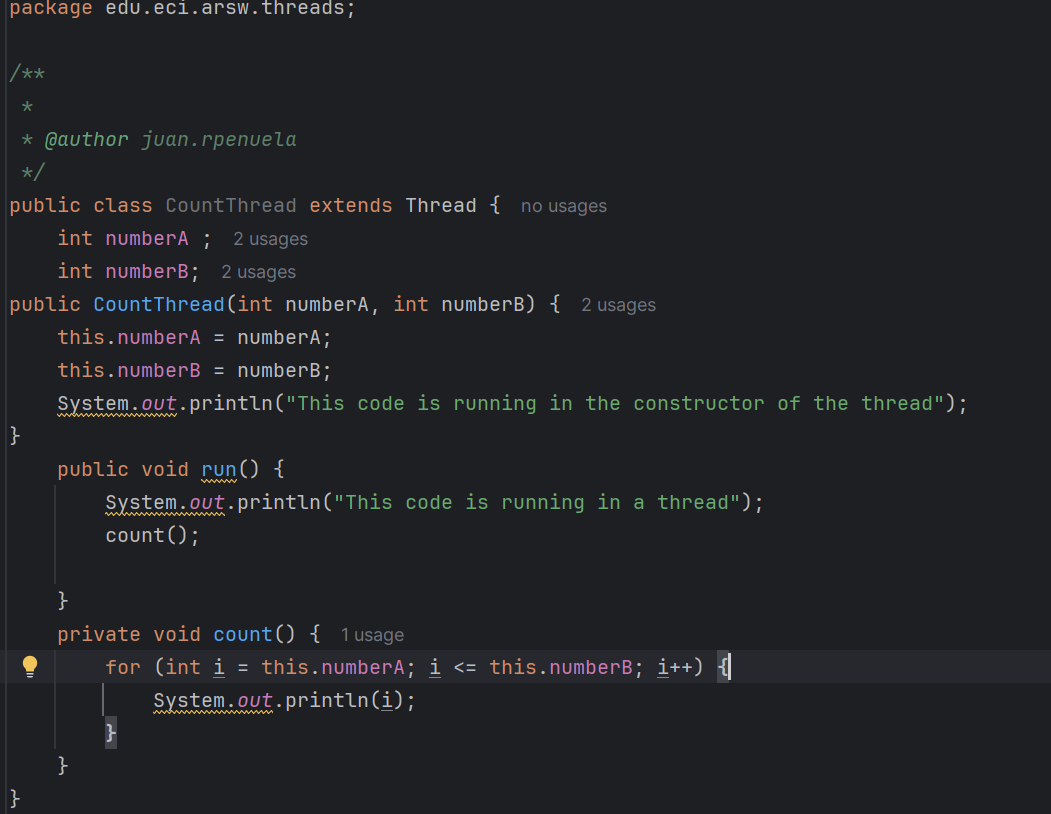 package edu.eci.arsw.threads;
/**
*
* @author juan.rpenuela
*/
public class CountThread extends Thread { no usages
int numberA ; 2 usages
int numberB; 2 usages
public CountThread(int numberA, int numberB) { 2 usages
this.numberA = numberA;
this.numberB = numberB;
System.out.println("This code is running in the constructor of the thread");
}
public void run() {
System.out.println("This code is running in a thread");
count();
}
private void count() { 1 usage
for (int i = this.numberA; i <= this.numberB; i++) {
System.out.println(i);
}
}
}